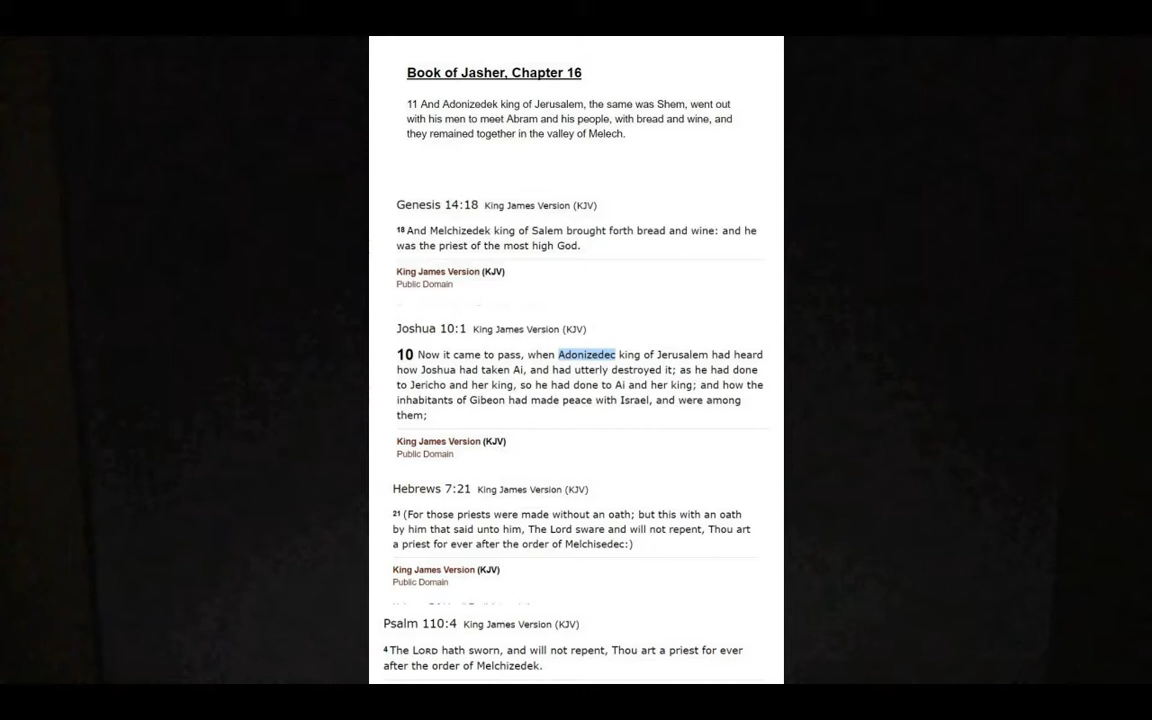 Book of Jasher, Chapter 16
11 And Adonizedek king of Jerusalem, the same was Shem, went out
with his men to meet Abram and his people, with bread and wine, and
they remained together in the valley of Melech.
Genesis 14:18 King James Version (KJV)
18 And Melchizedek king of Salem brought forth bread and wine: and he
was the priest of the most high God.
King James Version (KJV)
Public Domain
Joshua 10:1 King James Version (KJV)
10 Now it came to pass, when Adonizedec king of Jerusalem had heard
how Joshua had taken Ai, and had utterly destroyed it; as he had done
to Jericho and her king, so he had done to Ai and her king; and how the
inhabitants of Gibeon had made peace with Israel, and were among
them;
King James Version (KJV)
Public Domain
Hebrews 7:21 King James Version (KJV)
21 (For those priests were made without an oath; but this with an oath
by him that said unto him, The Lord sware and will not repent, Thou art
a priest for ever after the order of Melchisedec:)
King James Version (KJV)
Public Domain
Psalm 110:4 King James Version (KJV)
4 The LORD hath sworn, and will not repent, Thou art a priest for ever
after the order of Melchizedek.